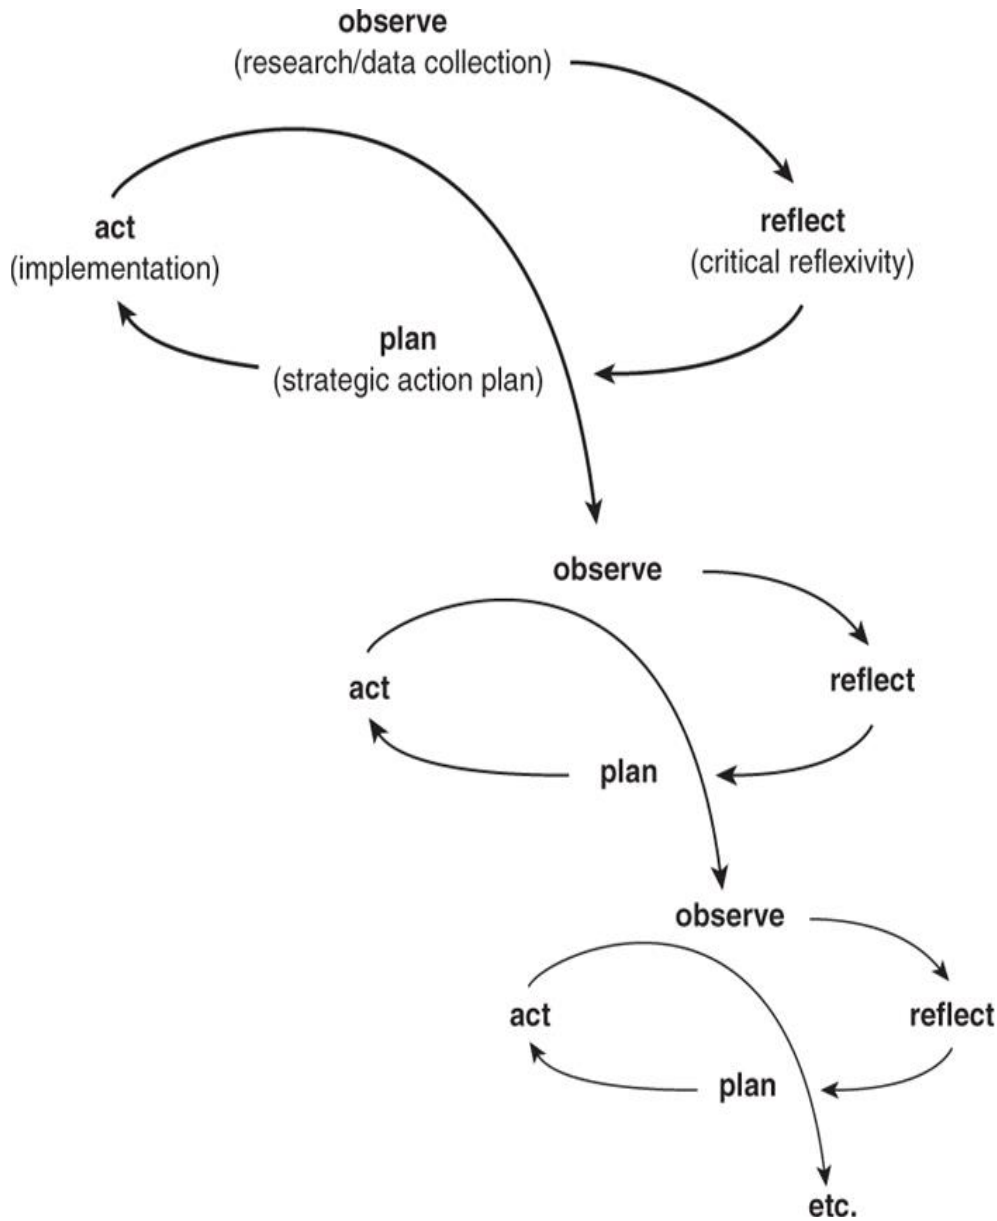 observe
(research/data collection)
reflect
(critical reflexivity)
plan
(strategic action plan)
act
(implementation)
observe
reflect
plan
act
observe
reflect
plan
act
etc.